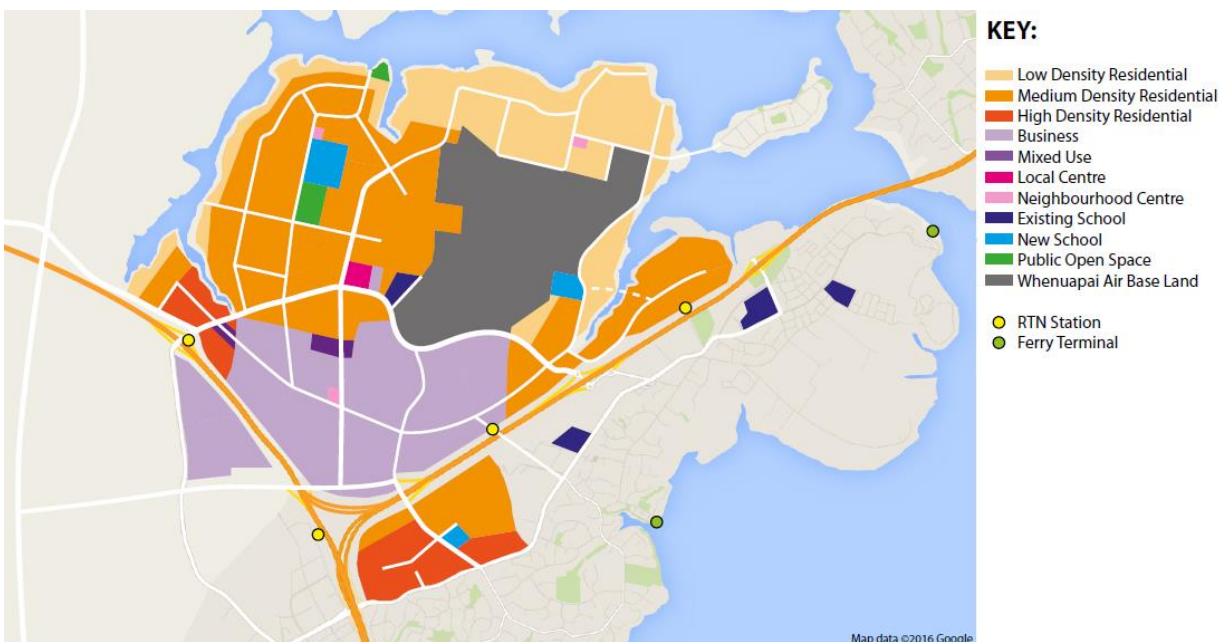 KEY:
Low Density Residential
Medium Density Residential
High Density Residential
Business
Mixed Use
Local Centre
Neighbourhood Centre
Existing School
New School
Public Open Space
Whenuapai Air Base Land
RTN Station
Ferry Terminal
Map data ©2016 Google